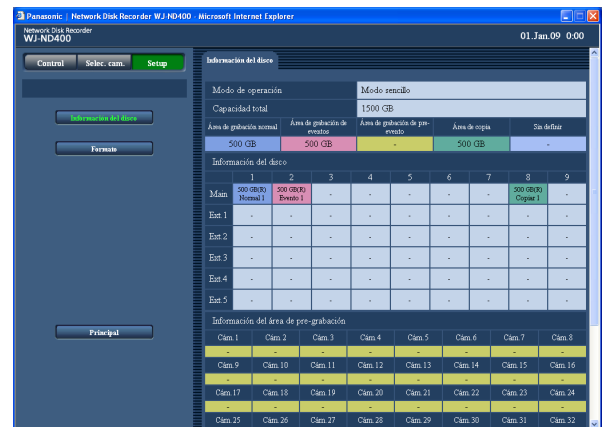 Panasonic | Network Disk Recorder WJ-ND400 - Microsoft Internet Explorer
Network Disk Recorder
WJ-ND400
01.Jan.09 0:00
Control Selec. cam. Setup
Información del disco
Información del disco
Formato
Principal
Modo de operación Modo sencillo
Capacidad total 1500 GB
Área de grabación normal Área de grabación de eventos Área de grabación de pre-evento Área de copia Sin definir
500 GB 500 GB - 500 GB -
Información del disco
1 2 3 4 5 6 7 8 9
Main 500 GB(R) Normal 1 500 GB(R) Evento 1 - - - - - 500 GB(R) Copiar 1 -
Ext.1 - - - - - - - - -
Ext.2 - - - - - - - - -
Ext.3 - - - - - - - - -
Ext.4 - - - - - - - - -
Ext.5 - - - - - - - - -
Información del área de pre-grabación
Cám.1 Cám.2 Cám.3 Cám.4 Cám.5 Cám.6 Cám.7 Cám.8
- - - - - - - -
Cám.9 Cám.10 Cám.11 Cám.12 Cám.13 Cám.14 Cám.15 Cám.16
- - - - - - - -
Cám.17 Cám.18 Cám.19 Cám.20 Cám.21 Cám.22 Cám.23 Cám.24
- - - - - - - -
Cám.25 Cám.26 Cám.27 Cám.28 Cám.29 Cám.30 Cám.31 Cám.32